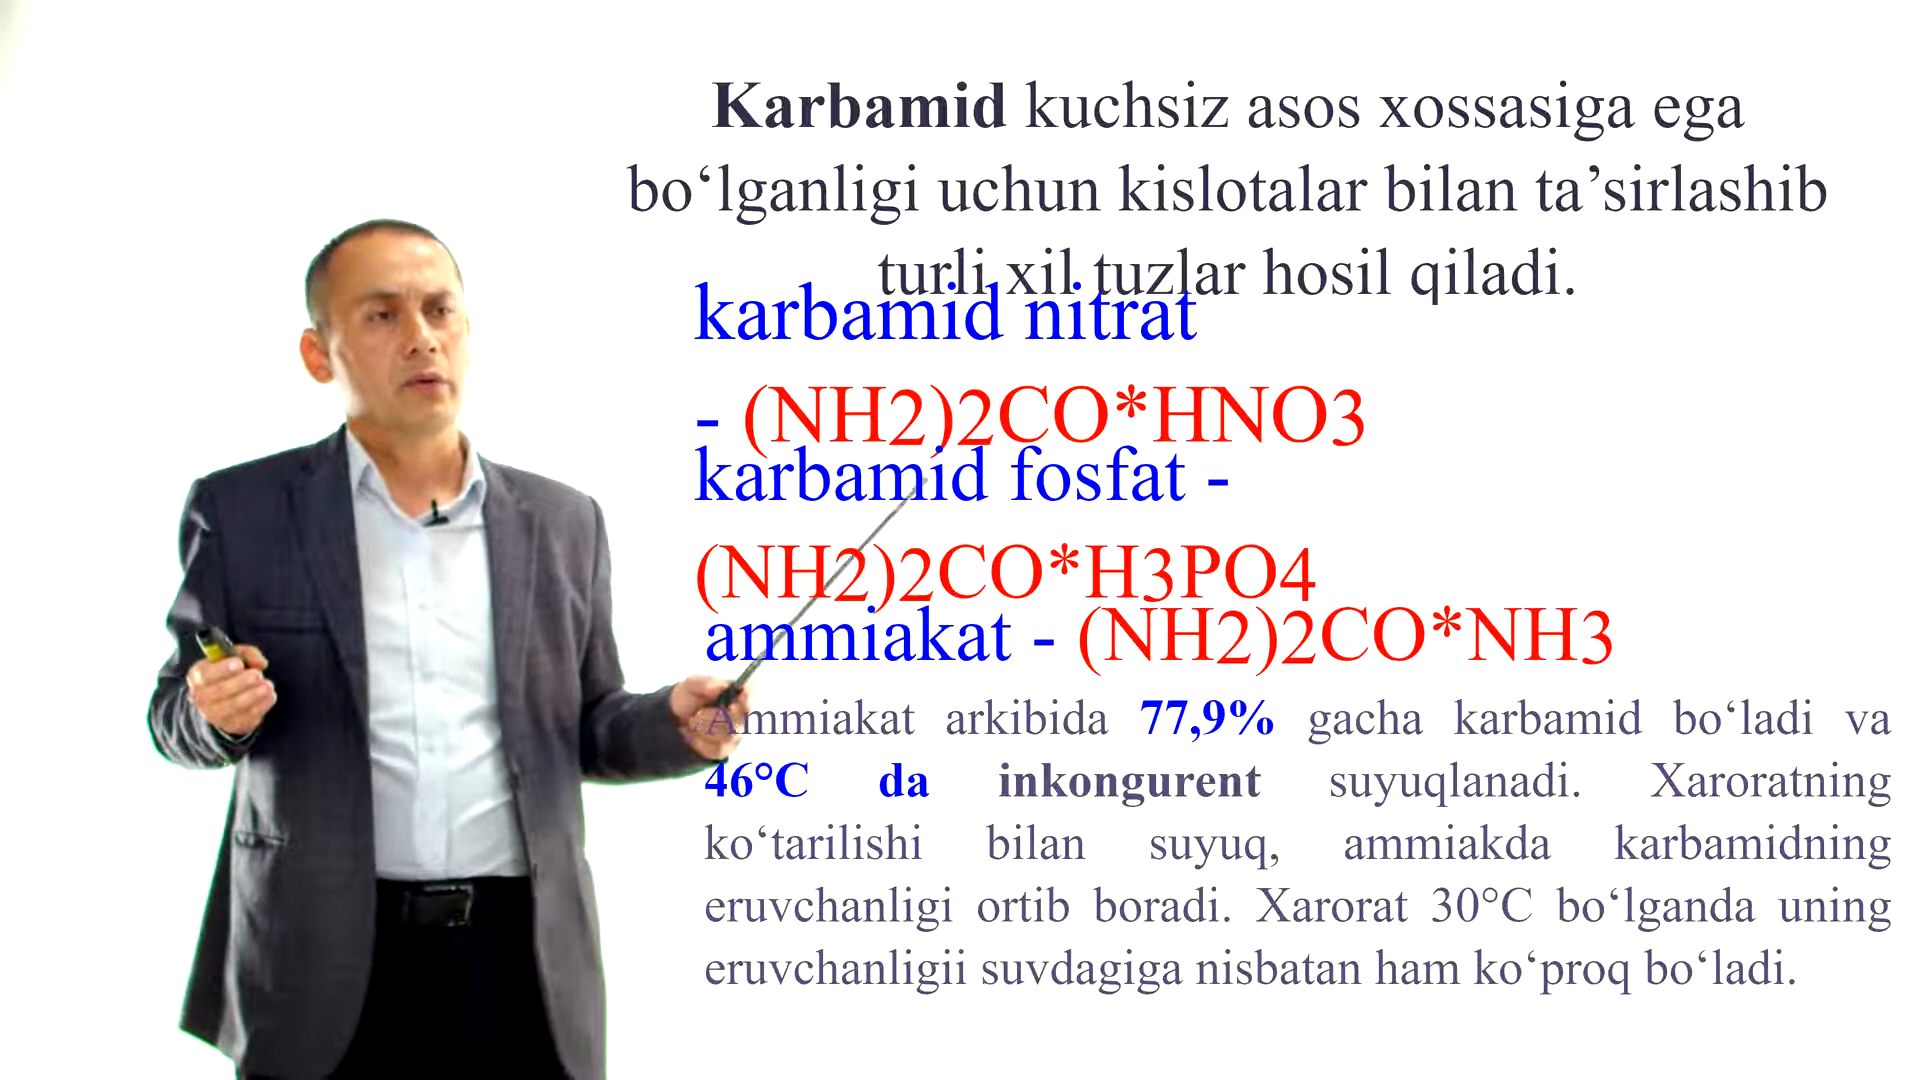 Karbamid kuchsiz asos xossasiga ega
bo‘lganligi uchun kislotalar bilan ta’sirlashib
turli xil tuzlar hosil qiladi.
karbamid nitrat
- (NH2)2CO*HNO3
karbamid fosfat -
(NH2)2CO*H3PO4
ammiakat - (NH2)2CO*NH3
Ammiakat arkibida 77,9% gacha karbamid bo‘ladi va
46°C da inkongurent suyuqlanadi. Xaroratning
ko‘tarilishi bilan suyuq, ammiakda karbamidning
eruvchanligi ortib boradi. Xarorat 30°C bo‘lganda uning
eruvchanligii suvdagiga nisbatan ham ko‘proq bo‘ladi.